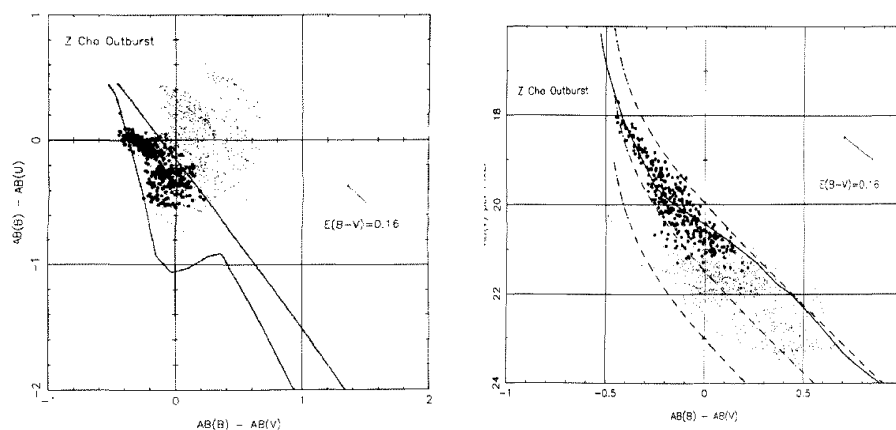 Z Cha Outburst
E(B-V)=0.16
AB(B) - AB(U)
1
0
-1
-2
-1
0
1
2
AB(B) - AB(V)
Z Cha Outburst
E(B-V)=0.16
18
20
22
24
-1
-0.5
0
0.5
AB(B) - AB(V)